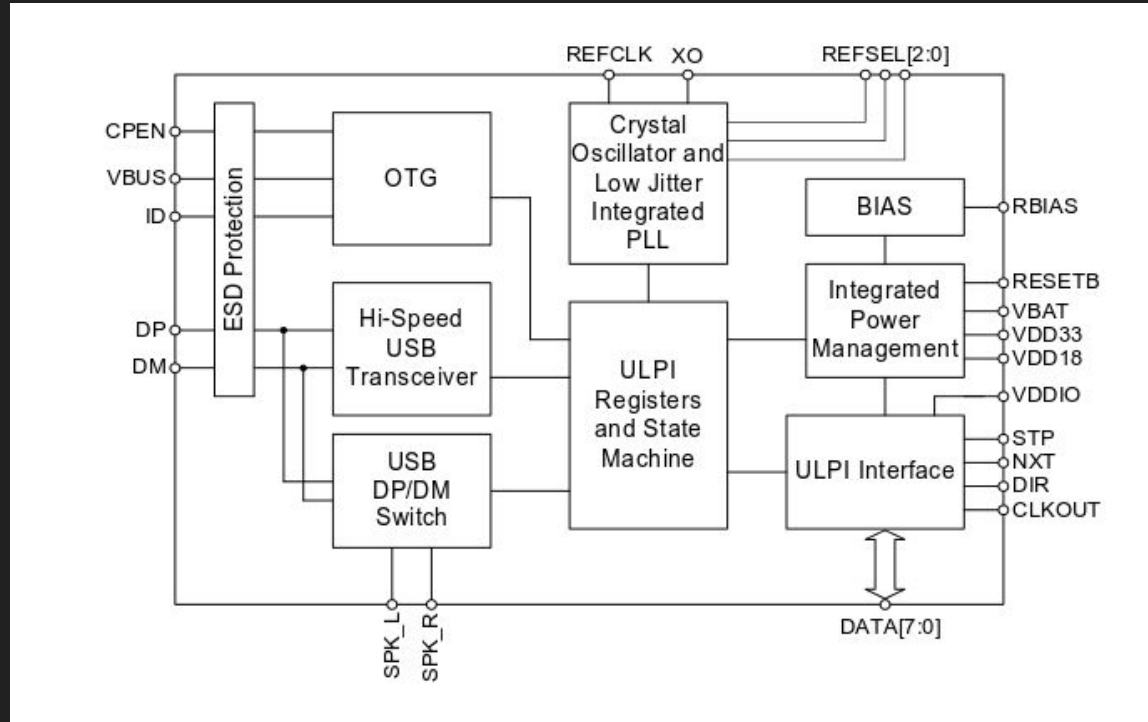 REFCLK
XO
REFSEL[2:0]
CPEN
VBUS
ID
DP
DM
ESD Protection
OTG
Crystal
Oscillator and
Low Jitter
Integrated
PLL
BIAS
RBIAS
Hi-Speed
USB
Transceiver
ULPI
Registers
and State
Machine
Integrated
Power
Management
RESETB
VBAT
VDD33
VDD18
VDDIO
USB
DP/DM
Switch
ULPI Interface
STP
NXT
DIR
CLKOUT
SPK_L
SPK_R
DATA[7:0]